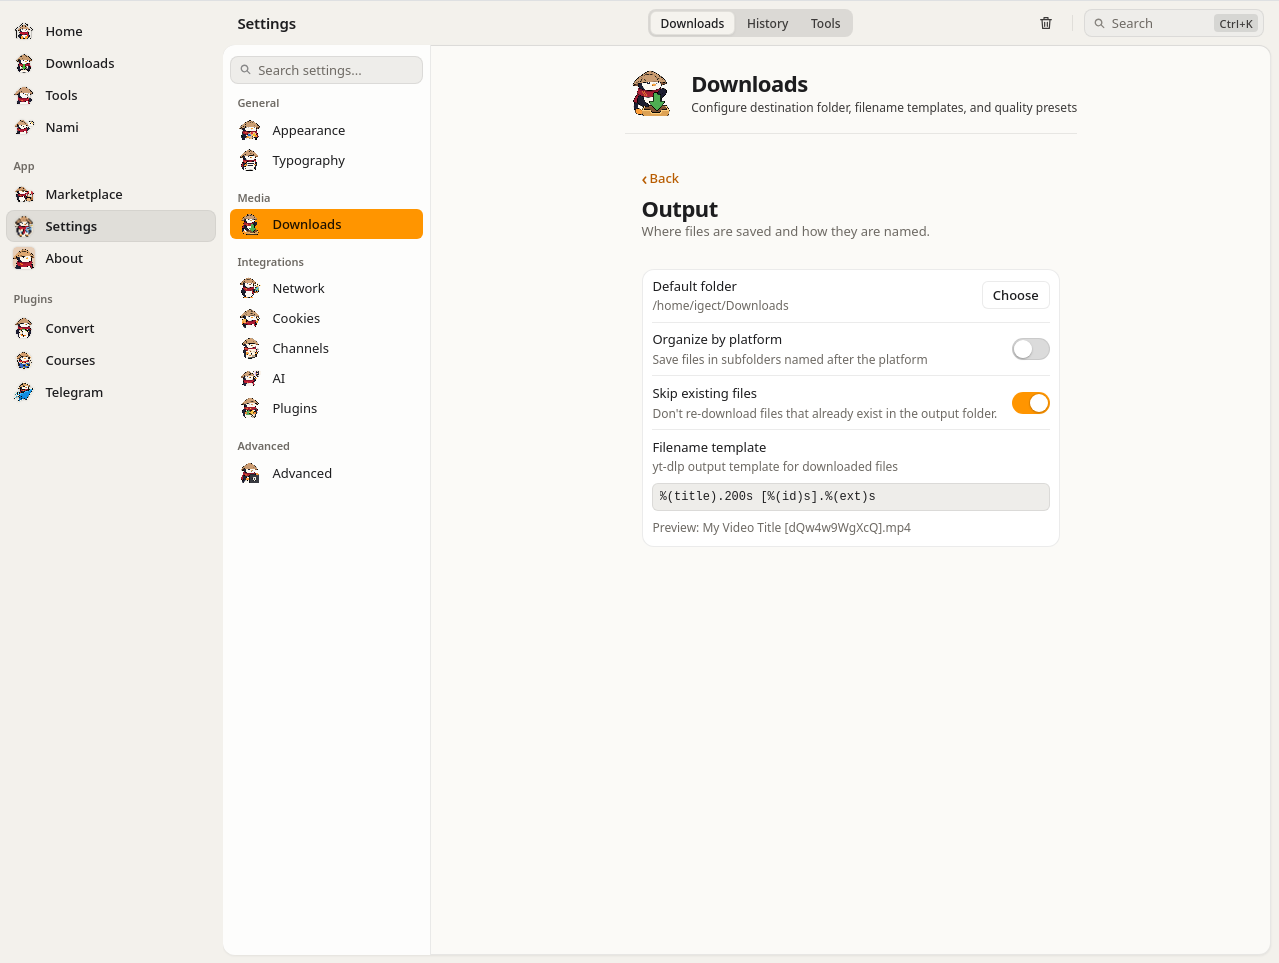 Home
Downloads
Tools
Nami
App
Marketplace
Settings
About
Plugins
Convert
Courses
Telegram
Settings
Downloads
History
Tools
Search
Ctrl+K
Search settings...
General
Appearance
Typography
Media
Downloads
Integrations
Network
Cookies
Channels
AI
Plugins
Advanced
Advanced
Downloads
Configure destination folder, filename templates, and quality presets
‹ Back
Output
Where files are saved and how they are named.
Default folder
/home/igect/Downloads
Choose
Organize by platform
Save files in subfolders named after the platform
Skip existing files
Don't re-download files that already exist in the output folder.
Filename template
yt-dlp output template for downloaded files
%(title).200s [%(id)s].%(ext)s
Preview: My Video Title [dQw4w9WgXcQ].mp4